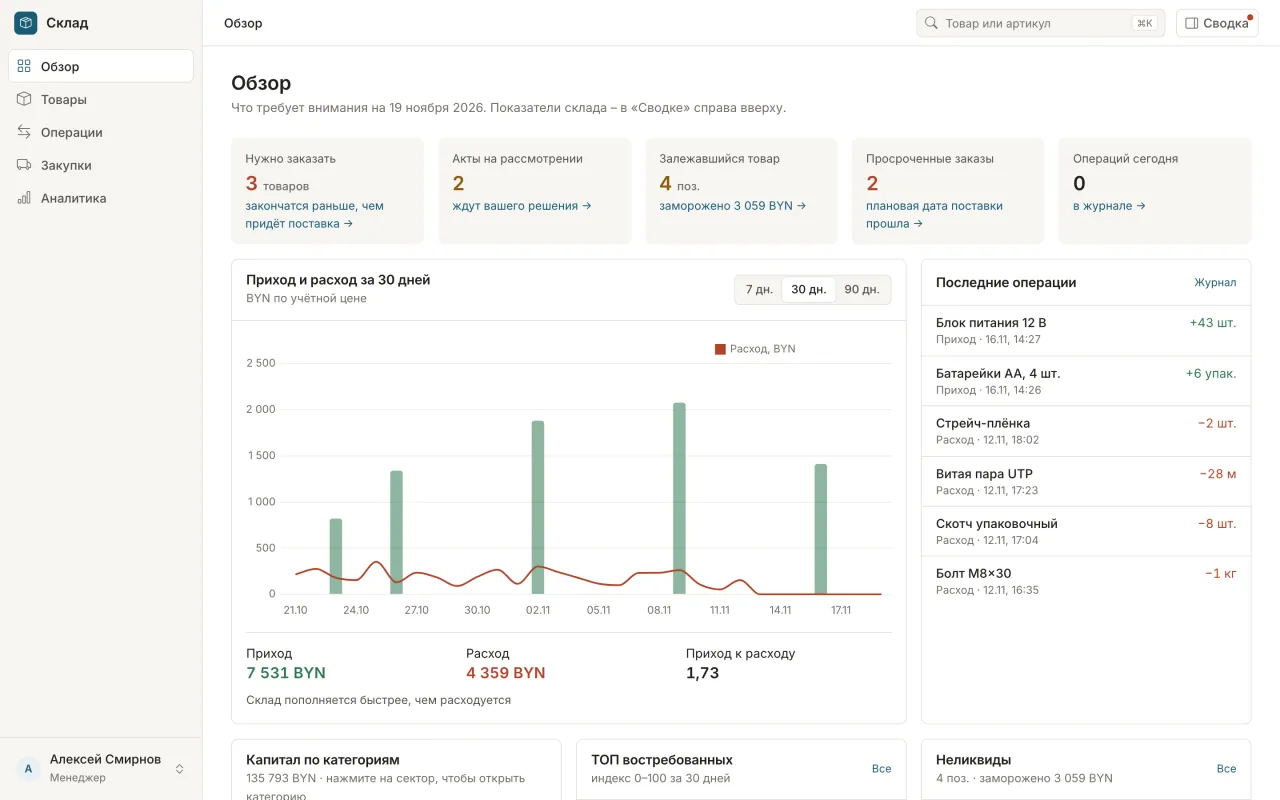 Склад
Обзор
Товар или артикул
⌘K
Сводка
Обзор
Товары
Операции
Закупки
Аналитика
Обзор
Что требует внимания на 19 ноября 2026. Показатели склада – в «Сводке» справа вверху.
Нужно заказать
3 товаров
закончатся раньше, чем
придёт поставка →
Акты на рассмотрении
2
ждут вашего решения →
Залежавшийся товар
4 поз.
заморожено 3 059 BYN →
Просроченные заказы
2
плановая дата поставки
прошла →
Операций сегодня
0
в журнале →
Приход и расход за 30 дней
BYN по учётной цене
7 дн.
30 дн.
90 дн.
Расход, BYN
2 500
2 000
1 500
1 000
500
0
21.10
24.10
27.10
30.10
02.11
05.11
08.11
11.11
14.11
17.11
Приход
7 531 BYN
Расход
4 359 BYN
Приход к расходу
1,73
Склад пополняется быстрее, чем расходуется
Последние операции
Журнал
Блок питания 12 В
+43 шт.
Приход · 16.11, 14:27
Батарейки AA, 4 шт.
+6 упак.
Приход · 16.11, 14:26
Стрейч-плёнка
−2 шт.
Расход · 12.11, 18:02
Витая пара UTP
−28 м
Расход · 12.11, 17:23
Скотч упаковочный
−8 шт.
Расход · 12.11, 17:04
Болт M8×30
−1 кг
Расход · 12.11, 16:35
Капитал по категориям
135 793 BYN · нажмите на сектор, чтобы открыть
категорию
ТОП востребованных
индекс 0–100 за 30 дней
Все
Неликвиды
4 поз. · заморожено 3 059 BYN
Все
А
Алексей Смирнов
Менеджер